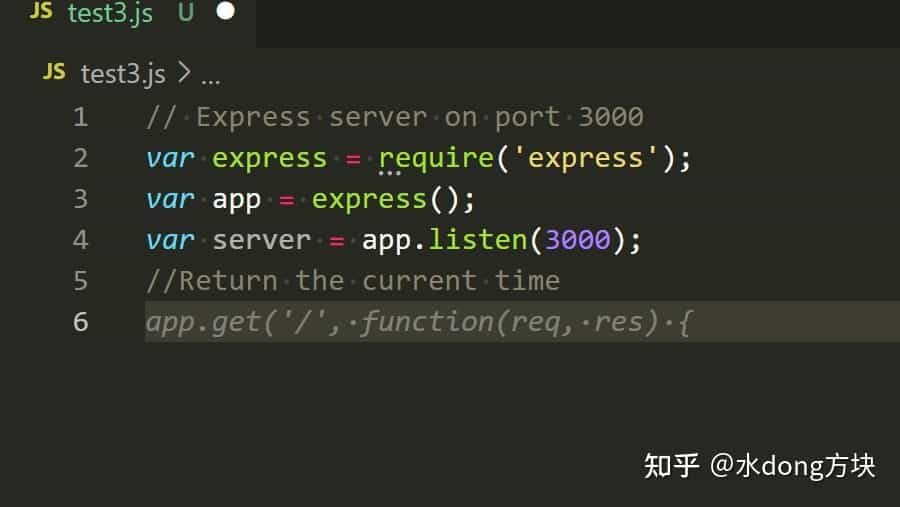 JS test3.js U
JS test3.js > ...
1 // Express server on port 3000
2 var express = require('express');
3 var app = express();
4 var server = app.listen(3000);
5 //Return the current time
6 app.get('/', function(req, res) {
知乎 @水dong方块